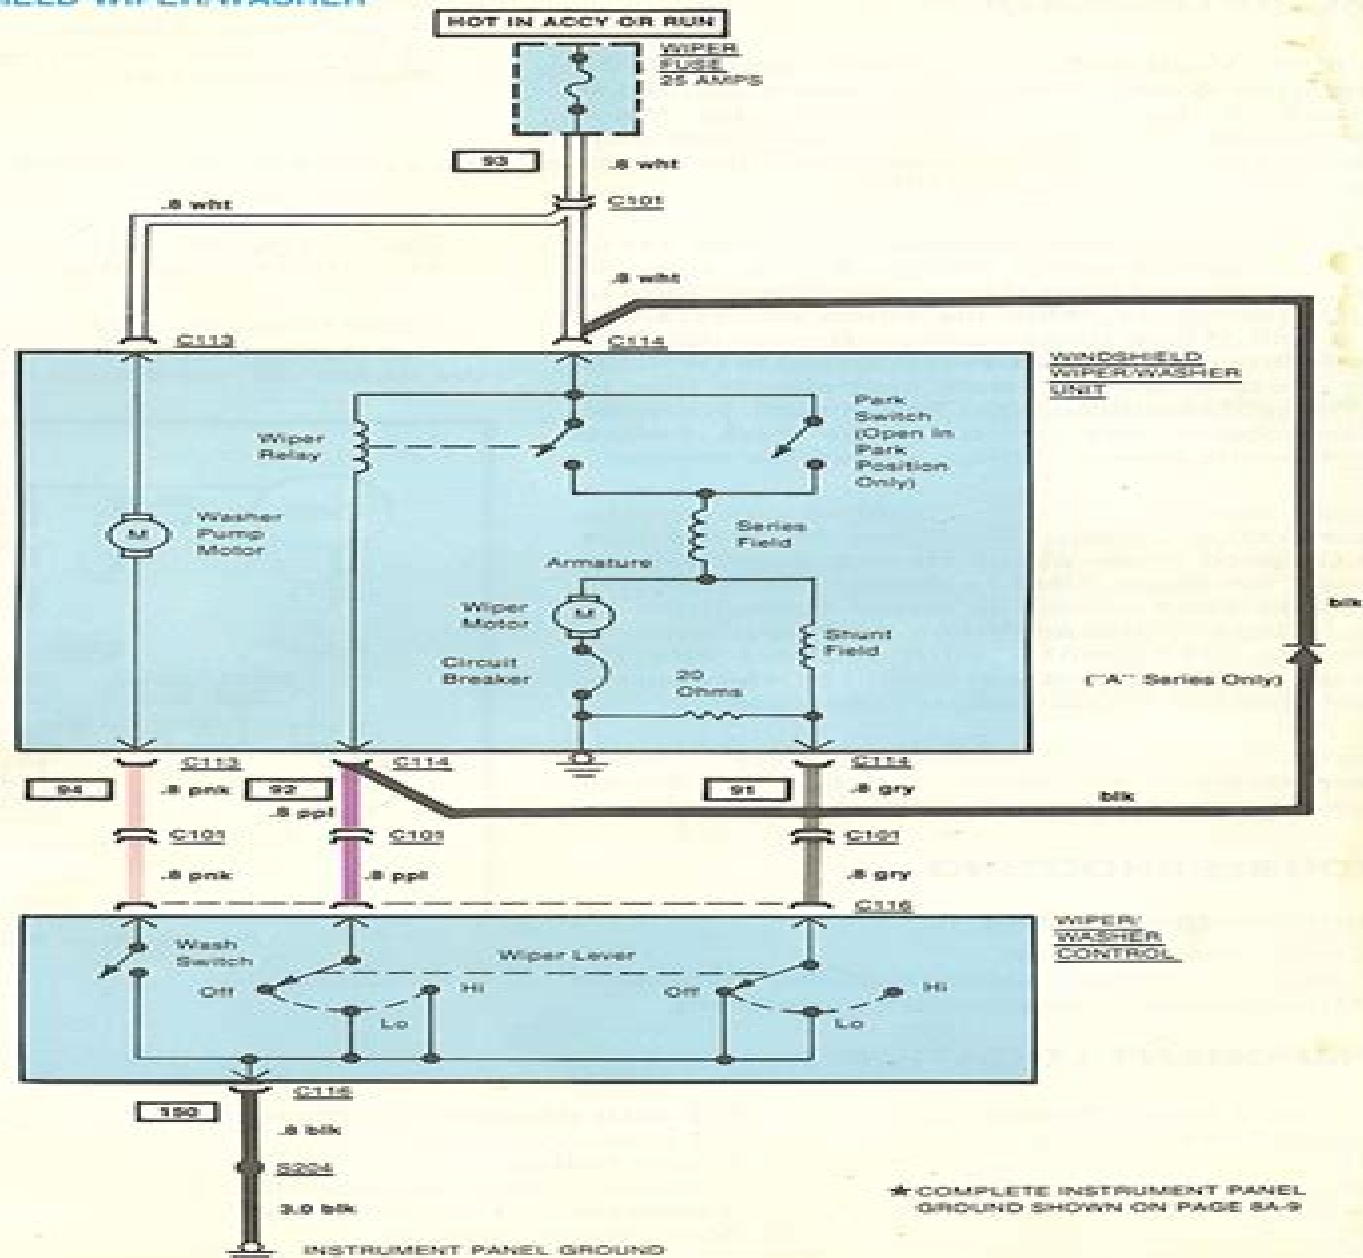 WIPER/WASHER
HOT IN ACCY OR RUN
WIPER
FUSE
25 AMPS
93
.8 wht
C101
.8 wht
.8 wht
C113
C114
WINDSHIELD
WIPER/WASHER
UNIT
Park
Switch
(Open in
Park
Position
Only)
Wiper
Relay
Washer
Pump
Motor
M
Series
Field
Armature
Wiper
Motor
M
Shunt
Field
Circuit
Breaker
20
Ohms
blk
("A" Series Only)
C113
C114
C114
94
.8 pnk
92
.8 ppl
91
.8 gry
blk
C101
C101
C101
.8 pnk
.8 ppl
.8 gry
C116
WIPER/
WASHER
CONTROL
Wash
Switch
Wiper Lever
Off
Hi
Lo
Off
Hi
Lo
C116
150
.8 blk
S204
3.0 blk
INSTRUMENT PANEL GROUND
★ COMPLETE INSTRUMENT PANEL
GROUND SHOWN ON PAGE 8A-9